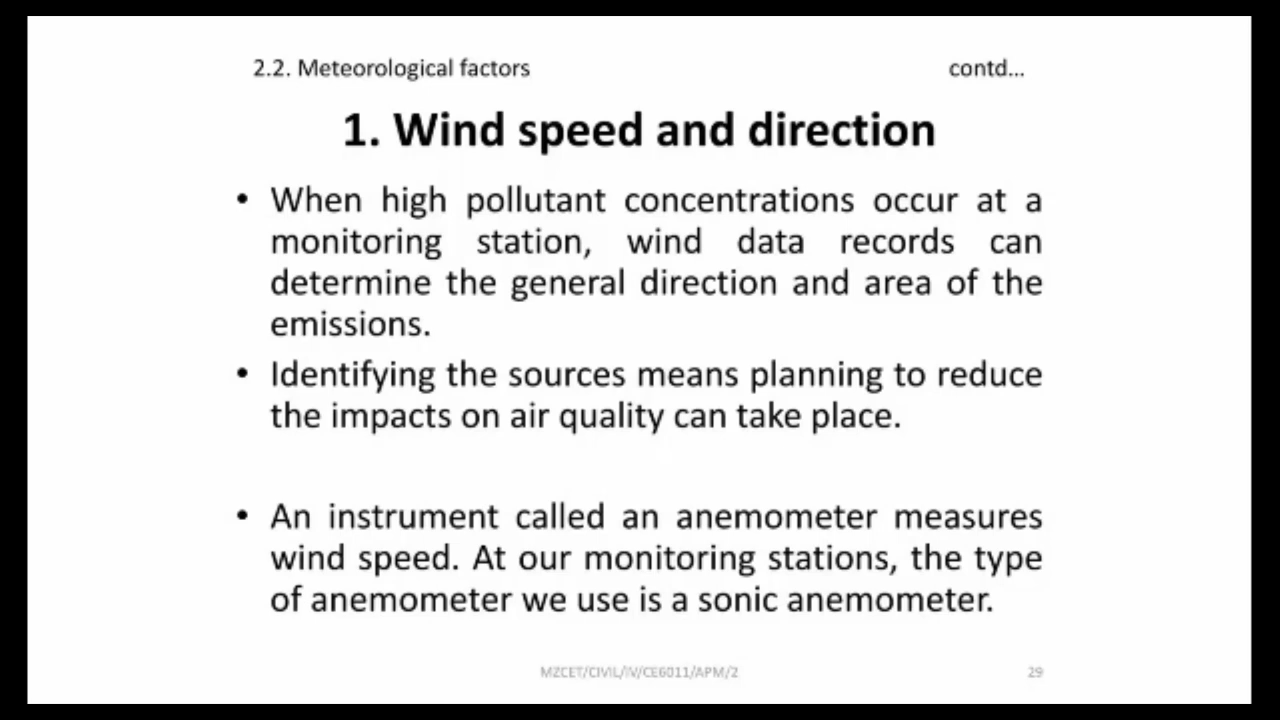 2.2. Meteorological factors contd...
1. Wind speed and direction
• When high pollutant concentrations occur at a
monitoring station, wind data records can
determine the general direction and area of the
emissions.
• Identifying the sources means planning to reduce
the impacts on air quality can take place.
• An instrument called an anemometer measures
wind speed. At our monitoring stations, the type
of anemometer we use is a sonic anemometer.
MZCET/CIVIL/IV/CE6011/APM/2 29